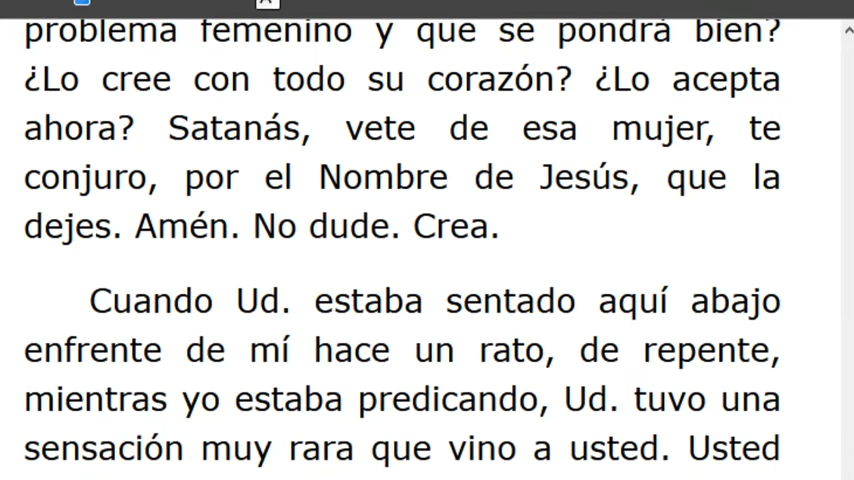 problema femenino y que se pondrá bien?
¿Lo cree con todo su corazón? ¿Lo acepta
ahora? Satanás, vete de esa mujer, te
conjuro, por el Nombre de Jesús, que la
dejes. Amén. No dude. Crea.
Cuando Ud. estaba sentado aquí abajo
enfrente de mí hace un rato, de repente,
mientras yo estaba predicando, Ud. tuvo una
sensación muy rara que vino a usted. Usted